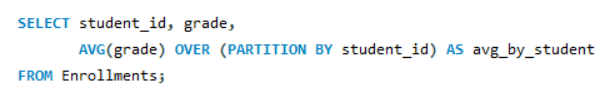 SELECT student_id, grade,
AVG(grade) OVER (PARTITION BY student_id) AS avg_by_student
FROM Enrollments;